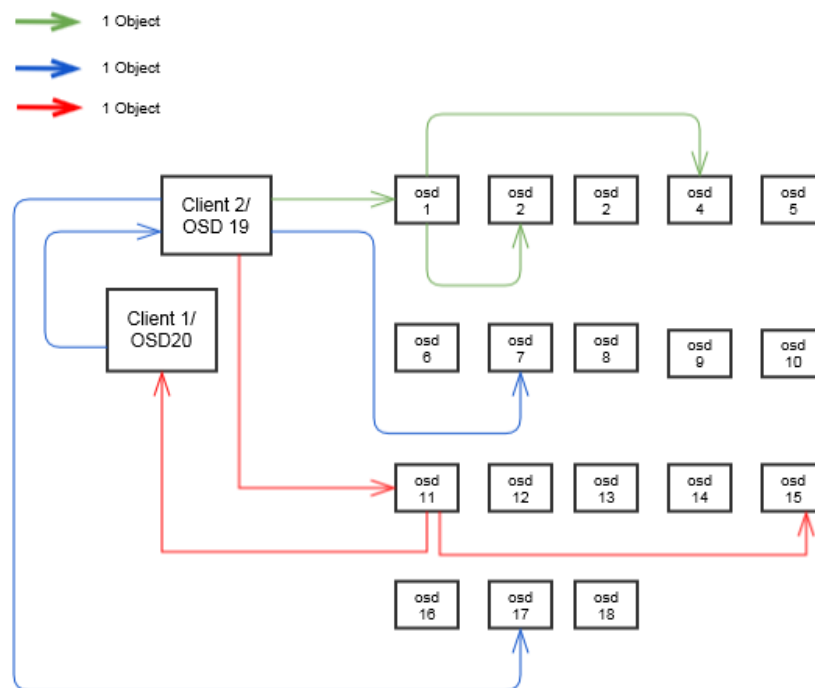 1 Object
1 Object
1 Object
Client 2/
OSD 19
osd
1
osd
2
osd
2
osd
4
osd
5
Client 1/
OSD20
osd
6
osd
7
osd
8
osd
9
osd
10
osd
11
osd
12
osd
13
osd
14
osd
15
osd
16
osd
17
osd
18